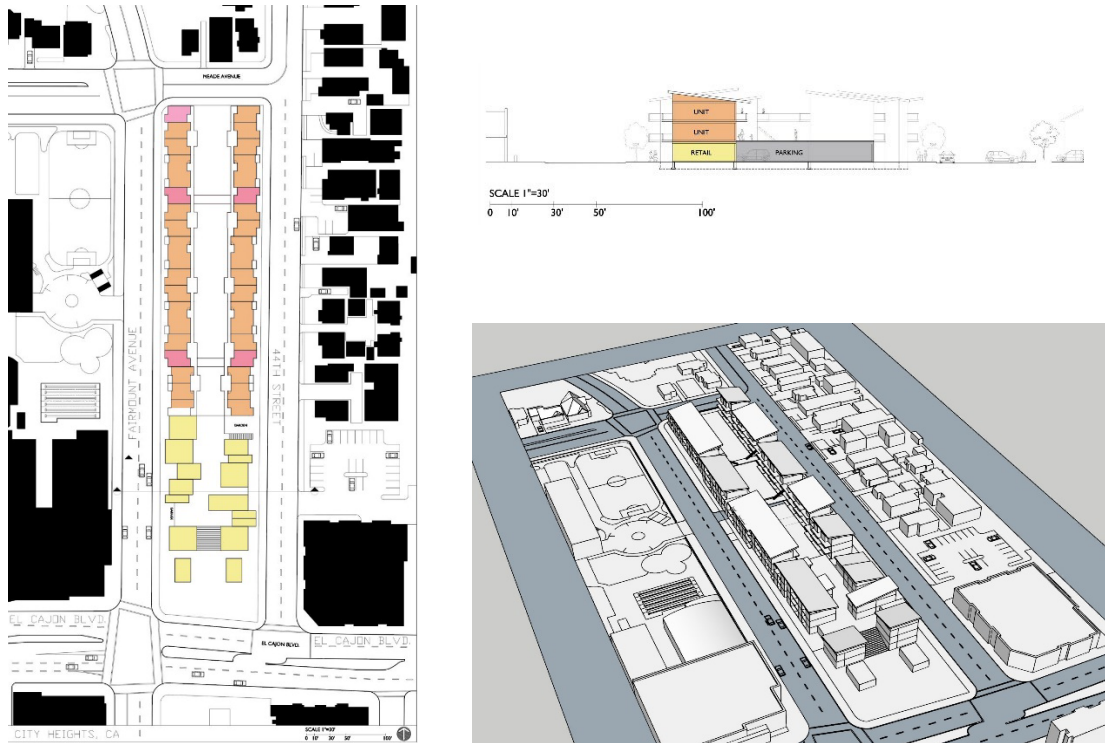 MEADE AVENUE
FAIRMOUNT AVENUE
44TH STREET
GARDEN
EL CAJON BLVD.
EL CAJON BLVD.
EL CAJON BLVD.
CITY HEIGHTS, CA
SCALE 1"=30'
0 10' 30' 50' 100'
UNIT
UNIT
RETAIL PARKING
SCALE 1"=30'
0 10' 30' 50' 100'